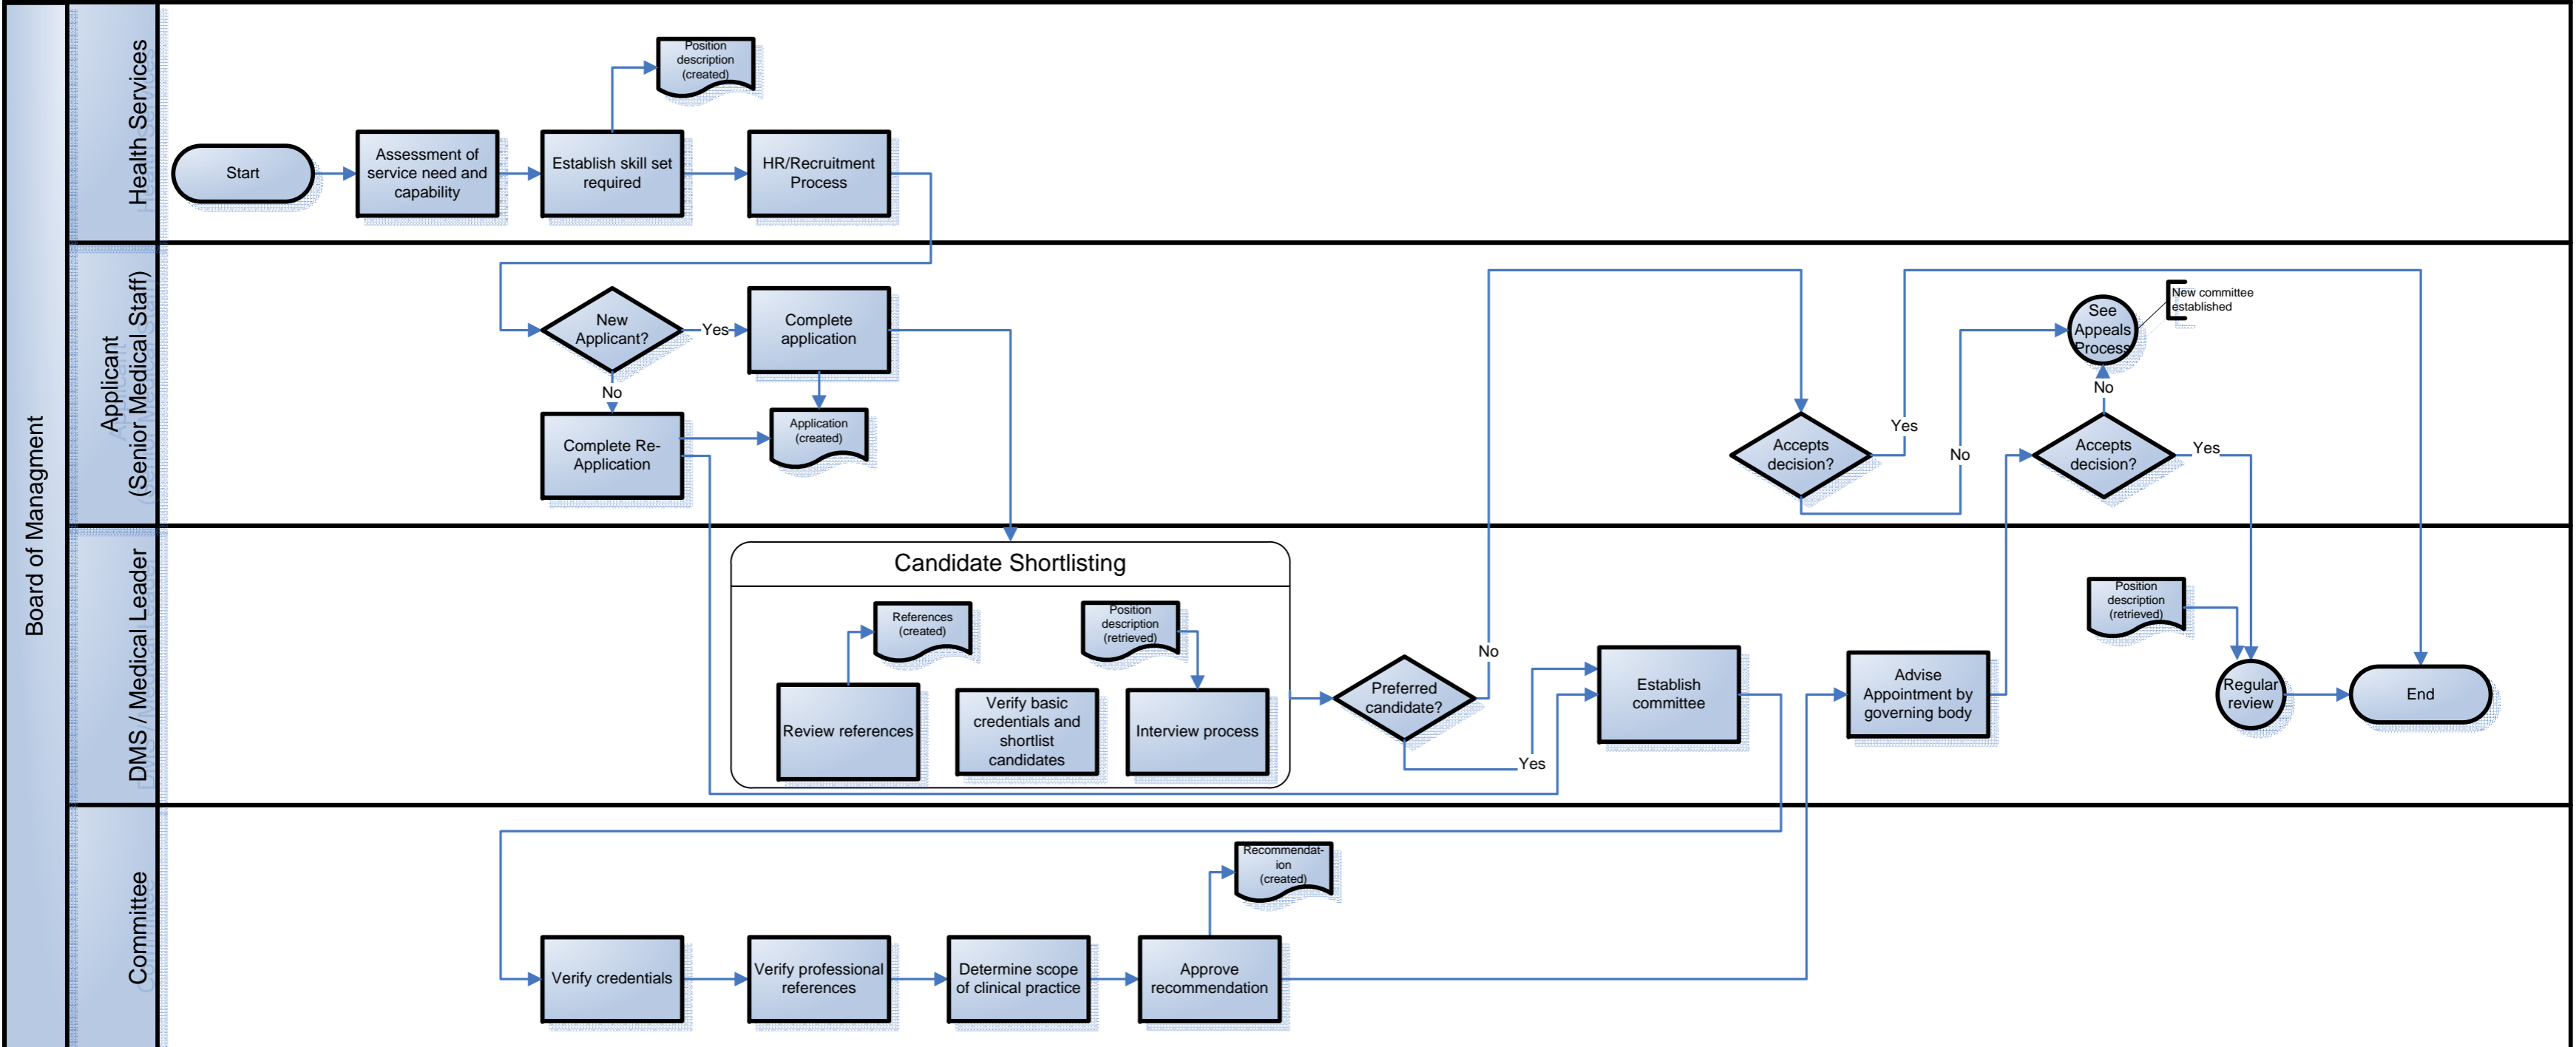 Board of Managment
Health Services
Position
description
(created)
Start
Assessment of
service need and
capability
Establish skill set
required
HR/Recruitment
Process
Applicant
(Senior Medical Staff)
New
Applicant?
Yes
Complete
application
No
Complete Re-
Application
Application
(created)
Accepts
decision?
Yes
No
See
Appeals
Process
New committee
established
No
Accepts
decision?
Yes
DMS / Medical Leader
Candidate Shortlisting
References
(created)
Position
description
(retrieved)
Review references
Verify basic
credentials and
shortlist
candidates
Interview process
Preferred
candidate?
No
Yes
Establish
committee
Advise
Appointment by
governing body
Position
description
(retrieved)
Regular
review
End
Committee
Recommendat-
ion
(created)
Verify credentials
Verify professional
references
Determine scope
of clinical practice
Approve
recommendation